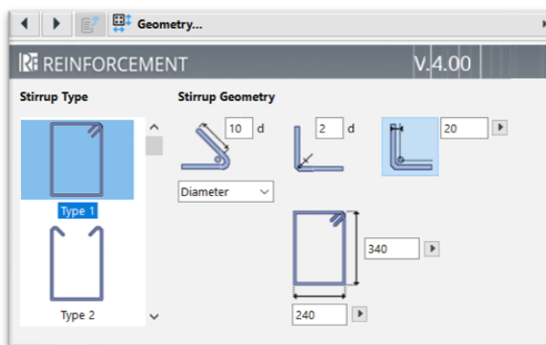 Geometry...
REINFORCEMENT V.4.00
Stirrup Type Stirrup Geometry
10 d 2 d 20
Diameter
Type 1
340
Type 2
240